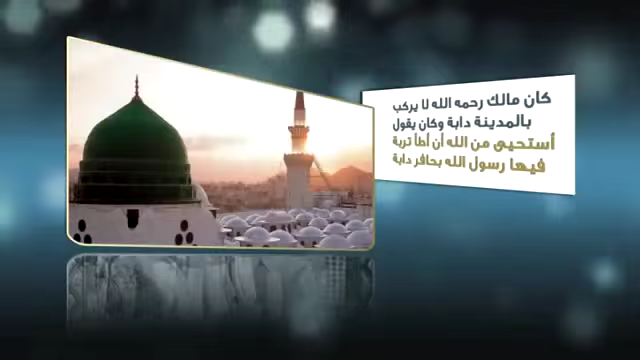 كان مالك رحمه الله لا يركب
بالمدينة دابة وكان يقول
أستحيي من الله أن أطأ تربة
فيها رسول الله بحافر دابة